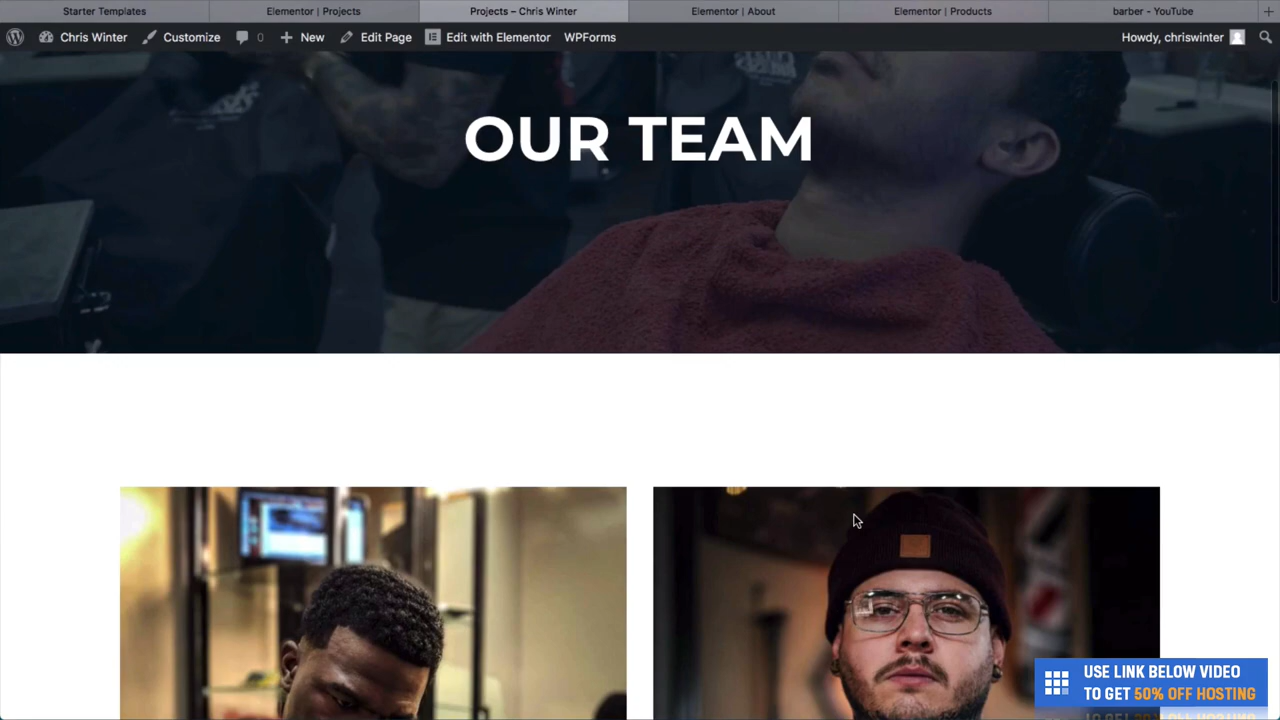 Starter Templates
Elementor | Projects
Projects – Chris Winter
Elementor | About
Elementor | Products
barber - YouTube
Chris Winter
Customize
0
New
Edit Page
Edit with Elementor
WPForms
Howdy, chriswinter
OUR TEAM
USE LINK BELOW VIDEO
TO GET 50% OFF HOSTING